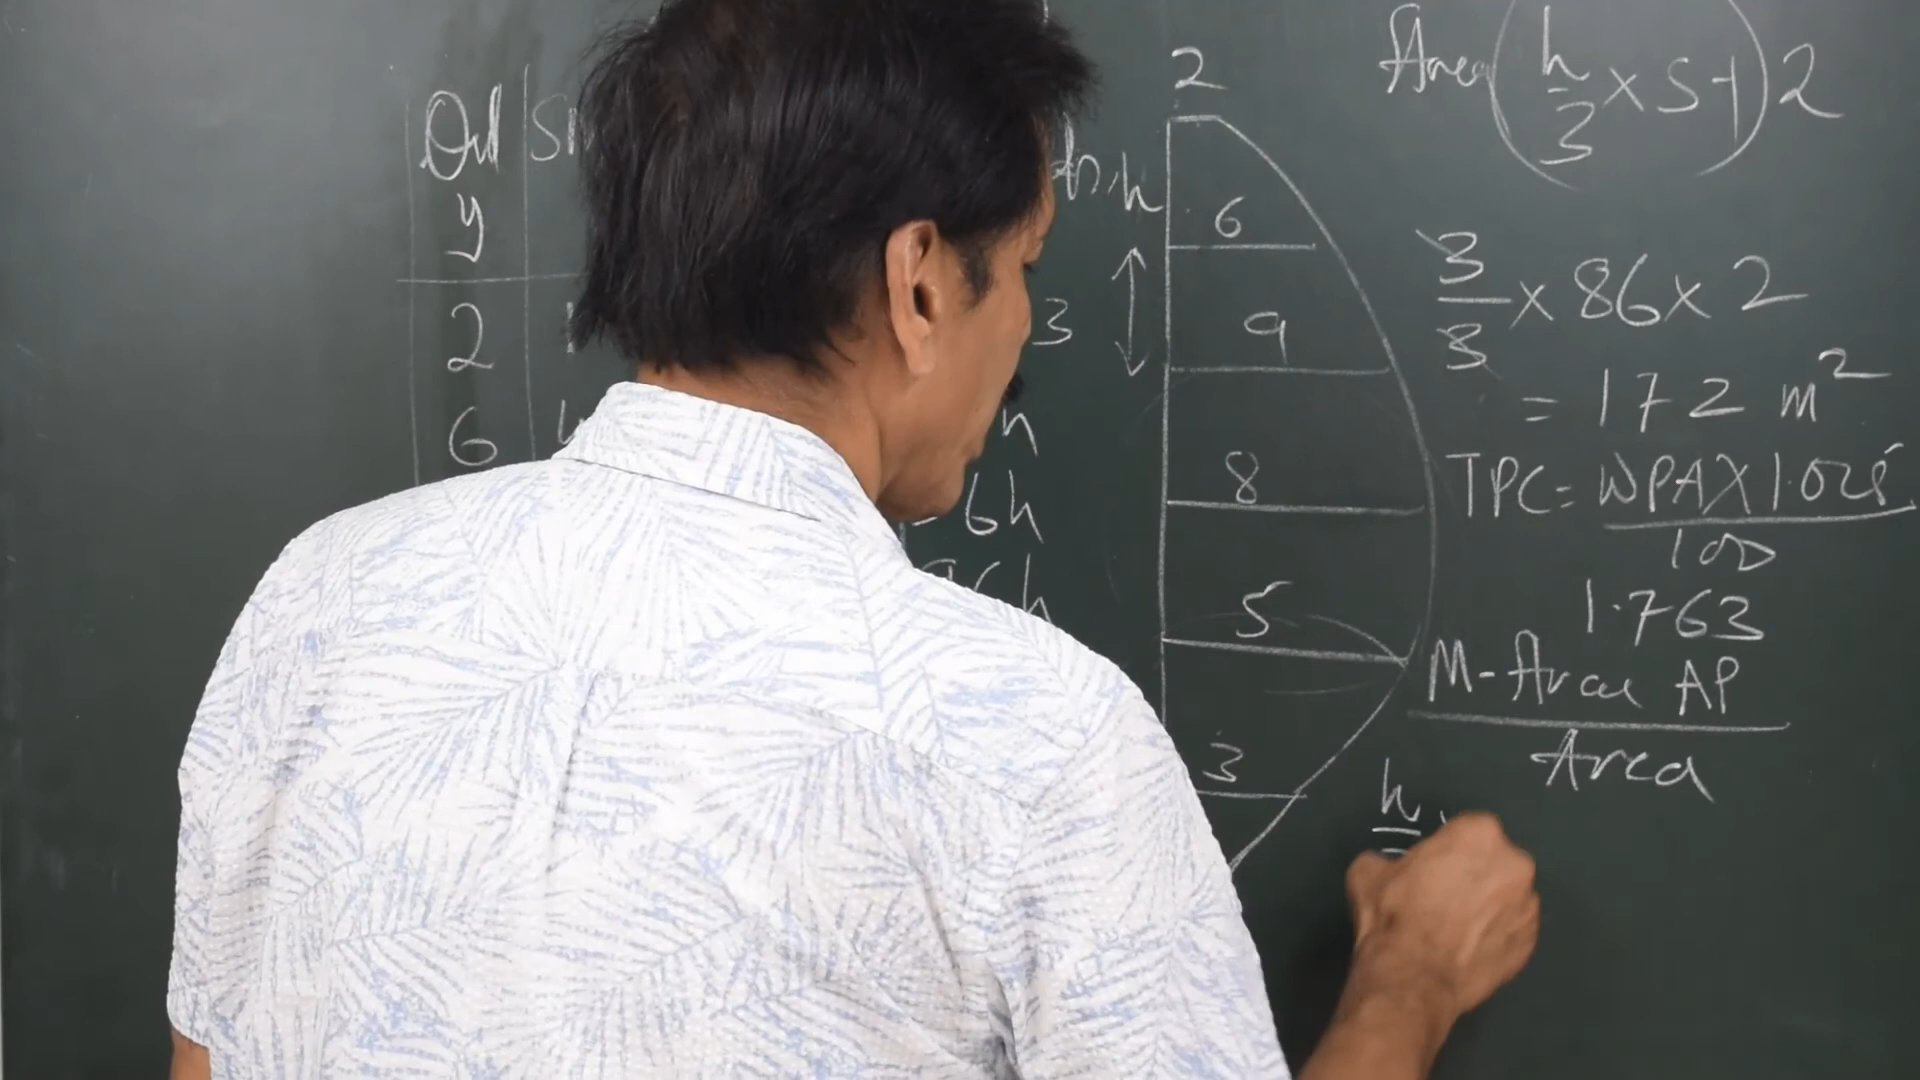 Ord
y
2
6
3
6h
h
2
6
9
8
5
3
Area (h/3 × S+) 2
3/3 × 86 × 2
= 172 m²
TPC = WPA X 1.025
100
1.763
M-Area AP
Area
h